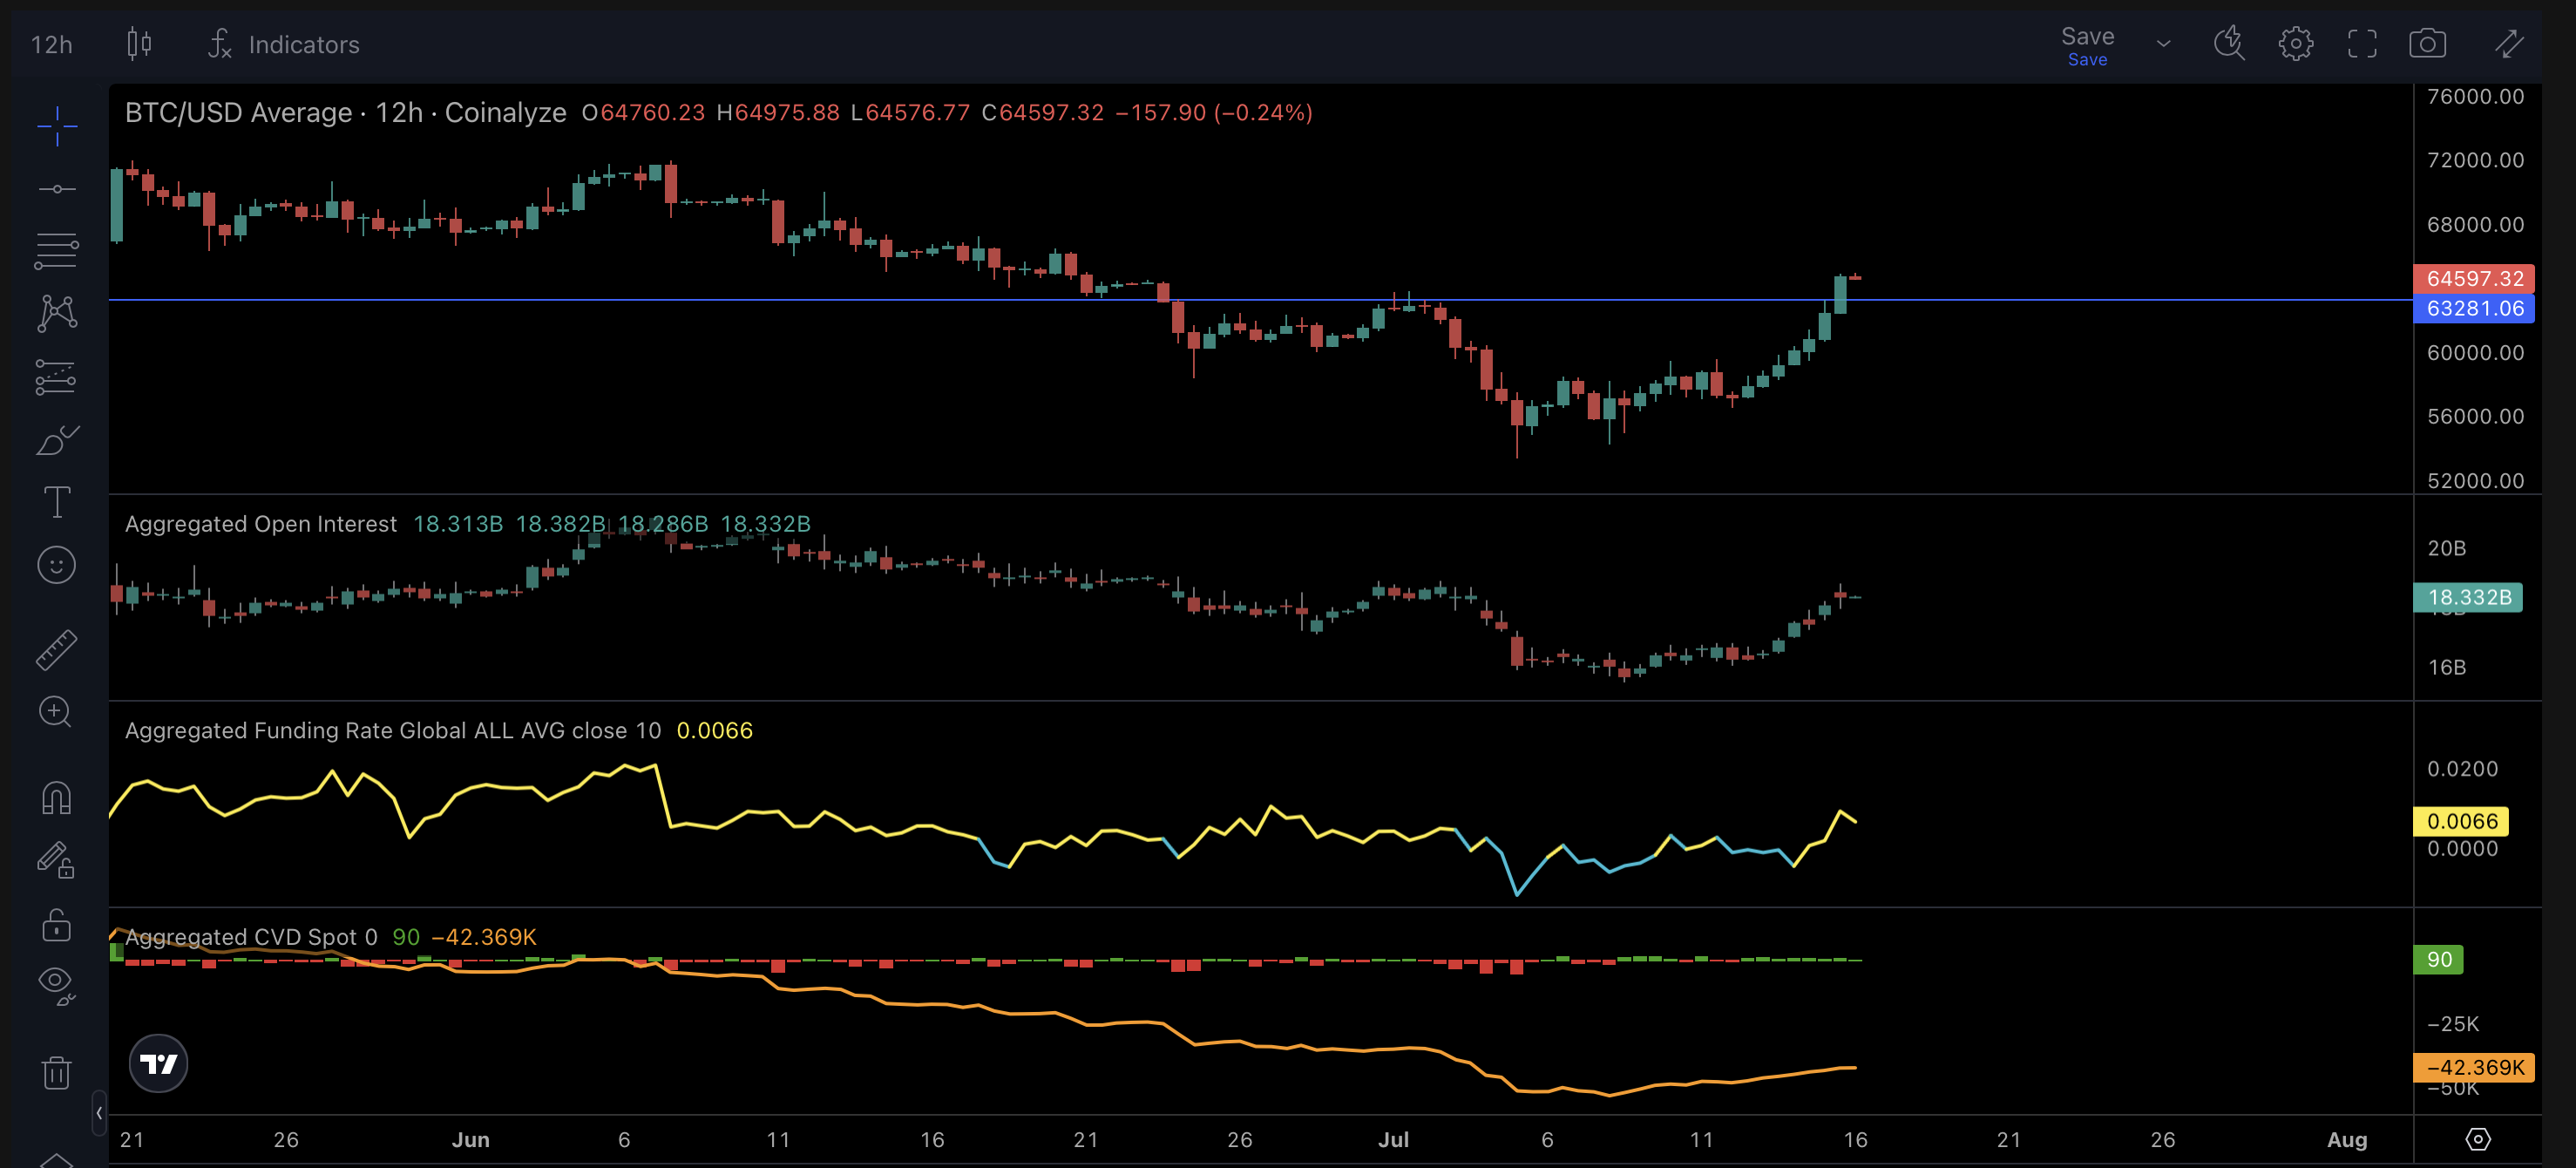 12h Indicators Save
Save
BTC/USD Average · 12h · Coinalyze O64760.23 H64975.88 L64576.77 C64597.32 −157.90 (−0.24%)
76000.00
72000.00
68000.00
64597.32
63281.06
60000.00
56000.00
52000.00
Aggregated Open Interest 18.313B 18.382B 18.286B 18.332B
20B
18.332B
16B
Aggregated Funding Rate Global ALL AVG close 10 0.0066
0.0200
0.0066
0.0000
Aggregated CVD Spot 0 90 −42.369K
90
−25K
−42.369K
−50K
21 26 Jun 6 11 16 21 26 Jul 6 11 16 21 26 Aug